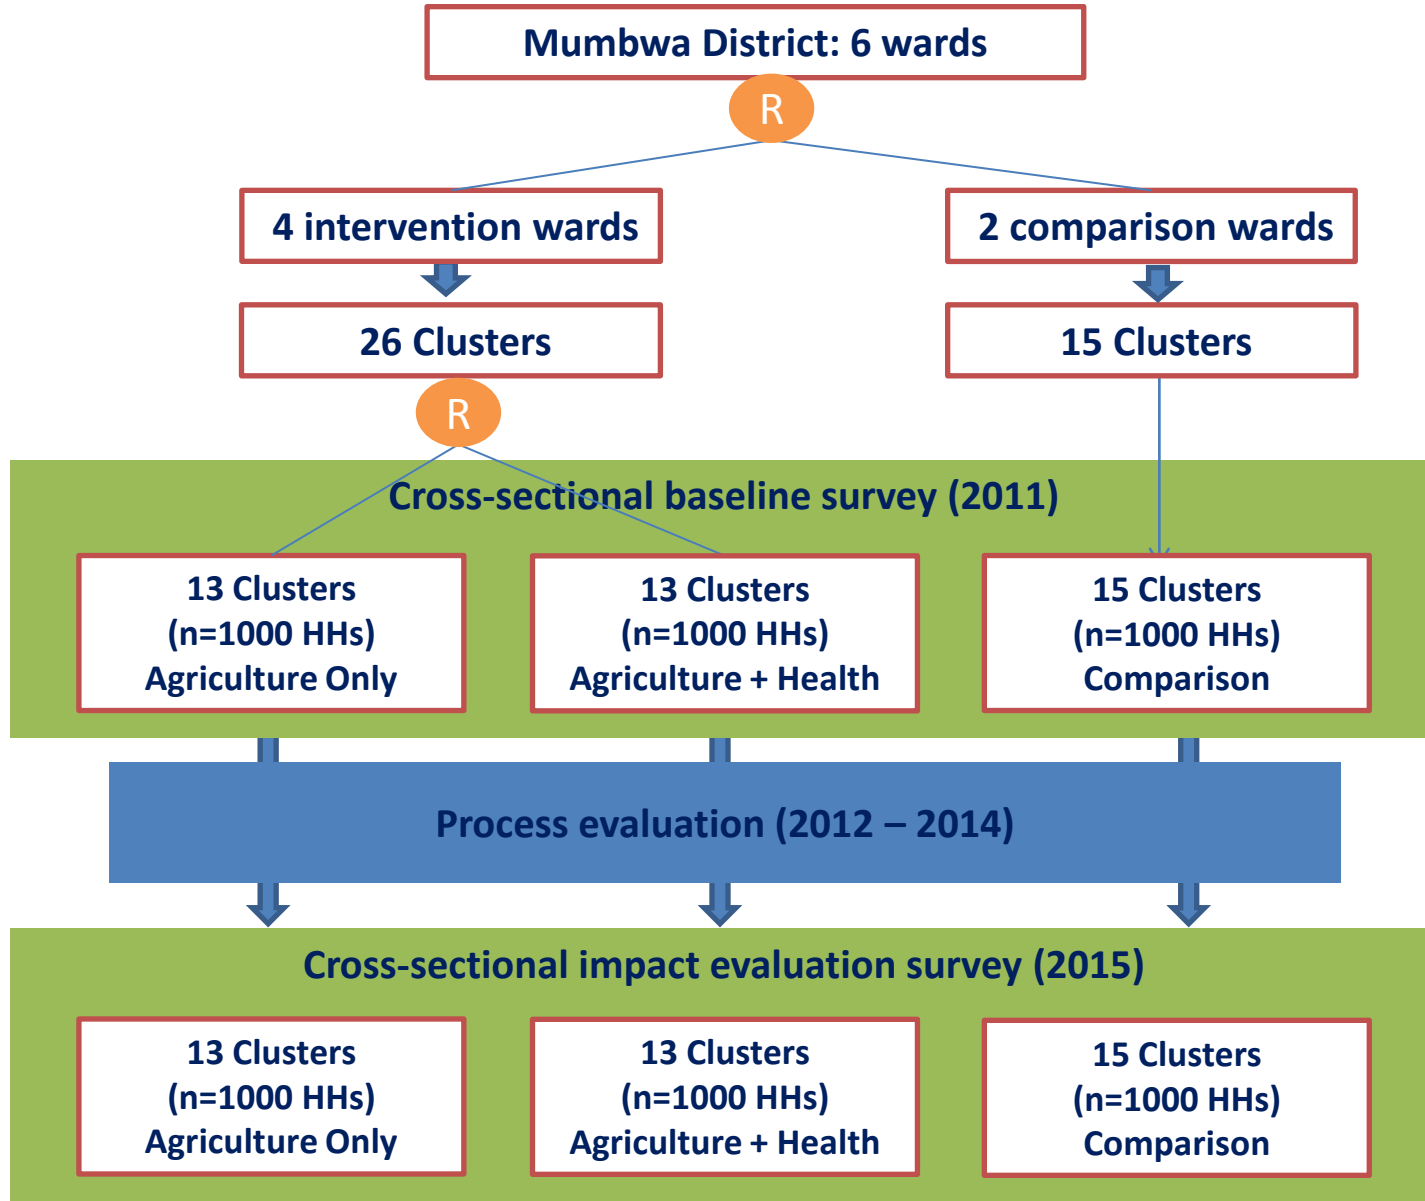 Mumbwa District: 6 wards
R
4 intervention wards
2 comparison wards
26 Clusters
15 Clusters
R
Cross-sectional baseline survey (2011)
13 Clusters
(n=1000 HHs)
Agriculture Only
13 Clusters
(n=1000 HHs)
Agriculture + Health
15 Clusters
(n=1000 HHs)
Comparison
Process evaluation (2012 – 2014)
Cross-sectional impact evaluation survey (2015)
13 Clusters
(n=1000 HHs)
Agriculture Only
13 Clusters
(n=1000 HHs)
Agriculture + Health
15 Clusters
(n=1000 HHs)
Comparison